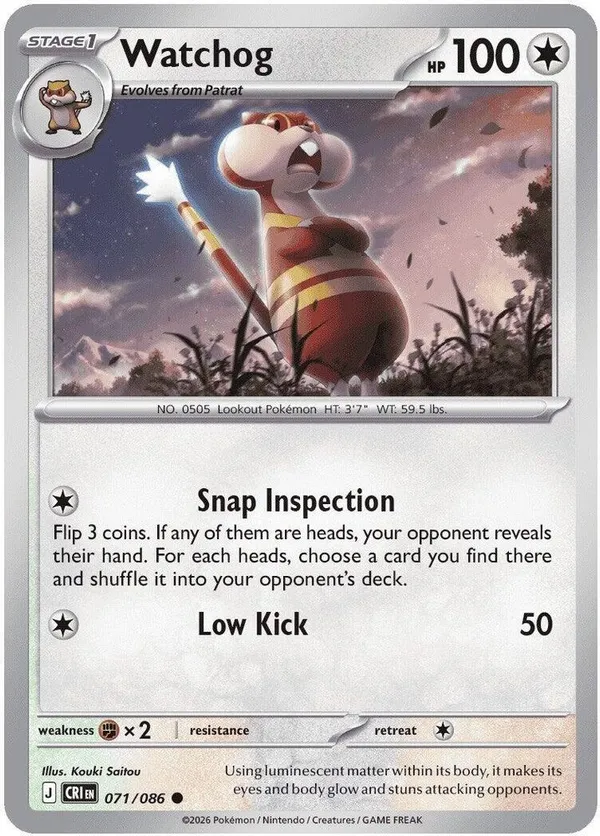 STAGE1
Watchog
HP 100
Evolves from Patrat
NO. 0505 Lookout Pokémon HT: 3'7" WT: 59.5 lbs.
Snap Inspection
Flip 3 coins. If any of them are heads, your opponent reveals
their hand. For each heads, choose a card you find there
and shuffle it into your opponent's deck.
Low Kick 50
weakness ×2 resistance retreat
Illus. Kouki Saitou
Using luminescent matter within its body, it makes its
eyes and body glow and stuns attacking opponents.
J CRI EN 071/086
©2026 Pokémon / Nintendo / Creatures / GAME FREAK